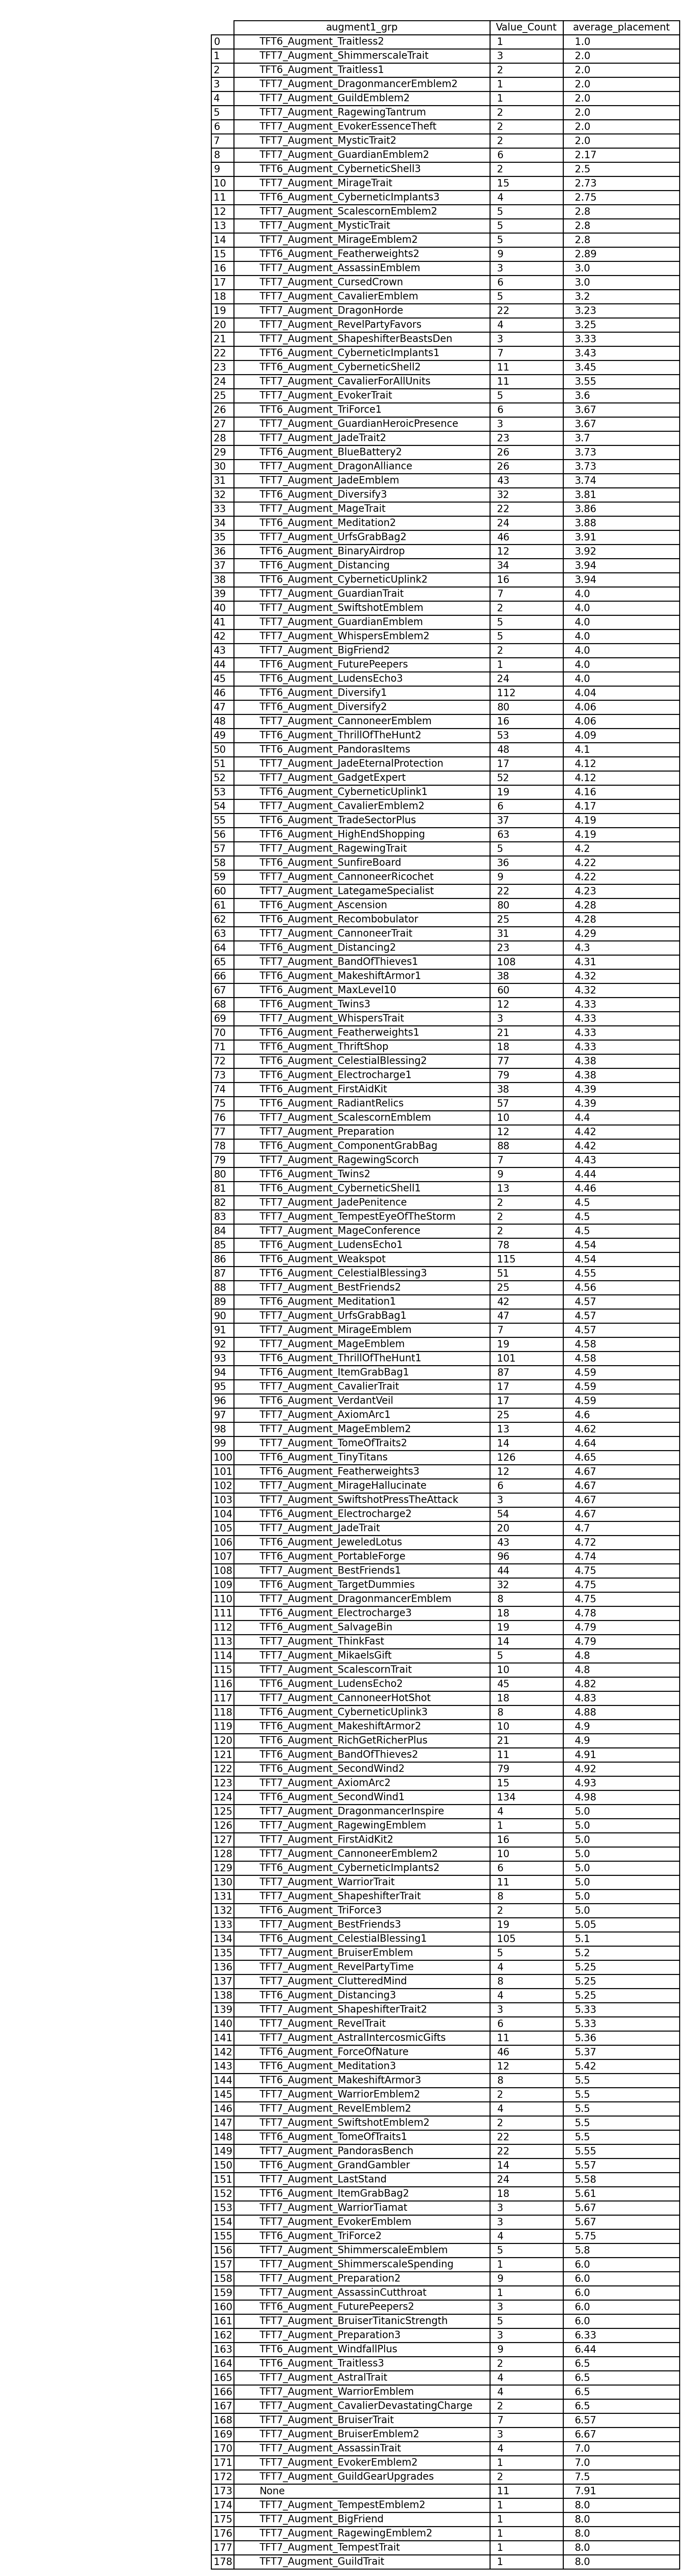 augment1_grp Value_Count average_placement
0 TFT6_Augment_Traitless2 1 1.0
1 TFT7_Augment_ShimmerscaleTrait 3 2.0
2 TFT6_Augment_Traitless1 2 2.0
3 TFT7_Augment_DragonmancerEmblem2 1 2.0
4 TFT7_Augment_GuildEmblem2 1 2.0
5 TFT7_Augment_RagewingTantrum 2 2.0
6 TFT7_Augment_EvokerEssenceTheft 2 2.0
7 TFT7_Augment_MysticTrait2 2 2.0
8 TFT7_Augment_GuardianEmblem2 6 2.17
9 TFT6_Augment_CyberneticShell3 2 2.5
10 TFT7_Augment_MirageTrait 15 2.73
11 TFT6_Augment_CyberneticImplants3 4 2.75
12 TFT7_Augment_ScalescornEmblem2 5 2.8
13 TFT7_Augment_MysticTrait 5 2.8
14 TFT7_Augment_MirageEmblem2 5 2.8
15 TFT6_Augment_Featherweights2 9 2.89
16 TFT7_Augment_AssassinEmblem 3 3.0
17 TFT7_Augment_CursedCrown 6 3.0
18 TFT7_Augment_CavalierEmblem 5 3.2
19 TFT7_Augment_DragonHorde 22 3.23
20 TFT7_Augment_RevelPartyFavors 4 3.25
21 TFT7_Augment_ShapeshifterBeastsDen 3 3.33
22 TFT6_Augment_CyberneticImplants1 7 3.43
23 TFT6_Augment_CyberneticShell2 11 3.45
24 TFT7_Augment_CavalierForAllUnits 11 3.55
25 TFT7_Augment_EvokerTrait 5 3.6
26 TFT6_Augment_TriForce1 6 3.67
27 TFT7_Augment_GuardianHeroicPresence 3 3.67
28 TFT7_Augment_JadeTrait2 23 3.7
29 TFT6_Augment_BlueBattery2 26 3.73
30 TFT7_Augment_DragonAlliance 26 3.73
31 TFT7_Augment_JadeEmblem 43 3.74
32 TFT6_Augment_Diversify3 32 3.81
33 TFT7_Augment_MageTrait 22 3.86
34 TFT6_Augment_Meditation2 24 3.88
35 TFT7_Augment_UrfsGrabBag2 46 3.91
36 TFT6_Augment_BinaryAirdrop 12 3.92
37 TFT6_Augment_Distancing 34 3.94
38 TFT6_Augment_CyberneticUplink2 16 3.94
39 TFT7_Augment_GuardianTrait 7 4.0
40 TFT7_Augment_SwiftshotEmblem 2 4.0
41 TFT7_Augment_GuardianEmblem 5 4.0
42 TFT7_Augment_WhispersEmblem2 5 4.0
43 TFT7_Augment_BigFriend2 2 4.0
44 TFT6_Augment_FuturePeepers 1 4.0
45 TFT6_Augment_LudensEcho3 24 4.0
46 TFT6_Augment_Diversify1 112 4.04
47 TFT6_Augment_Diversify2 80 4.06
48 TFT7_Augment_CannoneerEmblem 16 4.06
49 TFT6_Augment_ThrillOfTheHunt2 53 4.09
50 TFT6_Augment_PandorasItems 48 4.1
51 TFT7_Augment_JadeEternalProtection 17 4.12
52 TFT7_Augment_GadgetExpert 52 4.12
53 TFT6_Augment_CyberneticUplink1 19 4.16
54 TFT7_Augment_CavalierEmblem2 6 4.17
55 TFT6_Augment_TradeSectorPlus 37 4.19
56 TFT6_Augment_HighEndShopping 63 4.19
57 TFT7_Augment_RagewingTrait 5 4.2
58 TFT6_Augment_SunfireBoard 36 4.22
59 TFT7_Augment_CannoneerRicochet 9 4.22
60 TFT7_Augment_LategameSpecialist 22 4.23
61 TFT6_Augment_Ascension 80 4.28
62 TFT6_Augment_Recombobulator 25 4.28
63 TFT7_Augment_CannoneerTrait 31 4.29
64 TFT6_Augment_Distancing2 23 4.3
65 TFT7_Augment_BandOfThieves1 108 4.31
66 TFT6_Augment_MakeshiftArmor1 38 4.32
67 TFT6_Augment_MaxLevel10 60 4.32
68 TFT6_Augment_Twins3 12 4.33
69 TFT7_Augment_WhispersTrait 3 4.33
70 TFT6_Augment_Featherweights1 21 4.33
71 TFT6_Augment_ThriftShop 18 4.33
72 TFT6_Augment_CelestialBlessing2 77 4.38
73 TFT6_Augment_Electrocharge1 79 4.38
74 TFT6_Augment_FirstAidKit 38 4.39
75 TFT6_Augment_RadiantRelics 57 4.39
76 TFT7_Augment_ScalescornEmblem 10 4.4
77 TFT7_Augment_Preparation 12 4.42
78 TFT6_Augment_ComponentGrabBag 88 4.42
79 TFT7_Augment_RagewingScorch 7 4.43
80 TFT6_Augment_Twins2 9 4.44
81 TFT6_Augment_CyberneticShell1 13 4.46
82 TFT7_Augment_JadePenitence 2 4.5
83 TFT7_Augment_TempestEyeOfTheStorm 2 4.5
84 TFT7_Augment_MageConference 2 4.5
85 TFT6_Augment_LudensEcho1 78 4.54
86 TFT6_Augment_Weakspot 115 4.54
87 TFT6_Augment_CelestialBlessing3 51 4.55
88 TFT7_Augment_BestFriends2 25 4.56
89 TFT6_Augment_Meditation1 42 4.57
90 TFT7_Augment_UrfsGrabBag1 47 4.57
91 TFT7_Augment_MirageEmblem 7 4.57
92 TFT7_Augment_MageEmblem 19 4.58
93 TFT6_Augment_ThrillOfTheHunt1 101 4.58
94 TFT6_Augment_ItemGrabBag1 87 4.59
95 TFT7_Augment_CavalierTrait 17 4.59
96 TFT6_Augment_VerdantVeil 17 4.59
97 TFT7_Augment_AxiomArc1 25 4.6
98 TFT7_Augment_MageEmblem2 13 4.62
99 TFT7_Augment_TomeOfTraits2 14 4.64
100 TFT6_Augment_TinyTitans 126 4.65
101 TFT6_Augment_Featherweights3 12 4.67
102 TFT7_Augment_MirageHallucinate 6 4.67
103 TFT7_Augment_SwiftshotPressTheAttack 3 4.67
104 TFT6_Augment_Electrocharge2 54 4.67
105 TFT7_Augment_JadeTrait 20 4.7
106 TFT6_Augment_JeweledLotus 43 4.72
107 TFT6_Augment_PortableForge 96 4.74
108 TFT7_Augment_BestFriends1 44 4.75
109 TFT6_Augment_TargetDummies 32 4.75
110 TFT7_Augment_DragonmancerEmblem 8 4.75
111 TFT6_Augment_Electrocharge3 18 4.78
112 TFT6_Augment_SalvageBin 19 4.79
113 TFT7_Augment_ThinkFast 14 4.79
114 TFT7_Augment_MikaelsGift 5 4.8
115 TFT7_Augment_ScalescornTrait 10 4.8
116 TFT6_Augment_LudensEcho2 45 4.82
117 TFT7_Augment_CannoneerHotShot 18 4.83
118 TFT6_Augment_CyberneticUplink3 8 4.88
119 TFT6_Augment_MakeshiftArmor2 10 4.9
120 TFT6_Augment_RichGetRicherPlus 21 4.9
121 TFT7_Augment_BandOfThieves2 11 4.91
122 TFT6_Augment_SecondWind2 79 4.92
123 TFT7_Augment_AxiomArc2 15 4.93
124 TFT6_Augment_SecondWind1 134 4.98
125 TFT7_Augment_DragonmancerInspire 4 5.0
126 TFT7_Augment_RagewingEmblem 1 5.0
127 TFT7_Augment_FirstAidKit2 16 5.0
128 TFT7_Augment_CannoneerEmblem2 10 5.0
129 TFT6_Augment_CyberneticImplants2 6 5.0
130 TFT7_Augment_WarriorTrait 11 5.0
131 TFT7_Augment_ShapeshifterTrait 8 5.0
132 TFT6_Augment_TriForce3 2 5.0
133 TFT7_Augment_BestFriends3 19 5.05
134 TFT6_Augment_CelestialBlessing1 105 5.1
135 TFT7_Augment_BruiserEmblem 5 5.2
136 TFT7_Augment_RevelPartyTime 4 5.25
137 TFT7_Augment_ClutteredMind 8 5.25
138 TFT6_Augment_Distancing3 4 5.25
139 TFT7_Augment_ShapeshifterTrait2 3 5.33
140 TFT7_Augment_RevelTrait 6 5.33
141 TFT7_Augment_AstralIntercosmicGifts 11 5.36
142 TFT6_Augment_ForceOfNature 46 5.37
143 TFT6_Augment_Meditation3 12 5.42
144 TFT6_Augment_MakeshiftArmor3 8 5.5
145 TFT7_Augment_WarriorEmblem2 2 5.5
146 TFT7_Augment_RevelEmblem2 4 5.5
147 TFT7_Augment_SwiftshotEmblem2 2 5.5
148 TFT6_Augment_TomeOfTraits1 22 5.5
149 TFT7_Augment_PandorasBench 22 5.55
150 TFT6_Augment_GrandGambler 14 5.57
151 TFT7_Augment_LastStand 24 5.58
152 TFT6_Augment_ItemGrabBag2 18 5.61
153 TFT7_Augment_WarriorTiamat 3 5.67
154 TFT7_Augment_EvokerEmblem 3 5.67
155 TFT6_Augment_TriForce2 4 5.75
156 TFT7_Augment_ShimmerscaleEmblem 5 5.8
157 TFT7_Augment_ShimmerscaleSpending 1 6.0
158 TFT7_Augment_Preparation2 9 6.0
159 TFT7_Augment_AssassinCutthroat 1 6.0
160 TFT6_Augment_FuturePeepers2 3 6.0
161 TFT7_Augment_BruiserTitanicStrength 5 6.0
162 TFT7_Augment_Preparation3 3 6.33
163 TFT6_Augment_WindfallPlus 9 6.44
164 TFT6_Augment_Traitless3 2 6.5
165 TFT7_Augment_AstralTrait 4 6.5
166 TFT7_Augment_WarriorEmblem 4 6.5
167 TFT7_Augment_CavalierDevastatingCharge 2 6.5
168 TFT7_Augment_BruiserTrait 7 6.57
169 TFT7_Augment_BruiserEmblem2 3 6.67
170 TFT7_Augment_AssassinTrait 4 7.0
171 TFT7_Augment_EvokerEmblem2 1 7.0
172 TFT7_Augment_GuildGearUpgrades 2 7.5
173 None 11 7.91
174 TFT7_Augment_TempestEmblem2 1 8.0
175 TFT7_Augment_BigFriend 1 8.0
176 TFT7_Augment_RagewingEmblem2 1 8.0
177 TFT7_Augment_TempestTrait 1 8.0
178 TFT7_Augment_GuildTrait 1 8.0